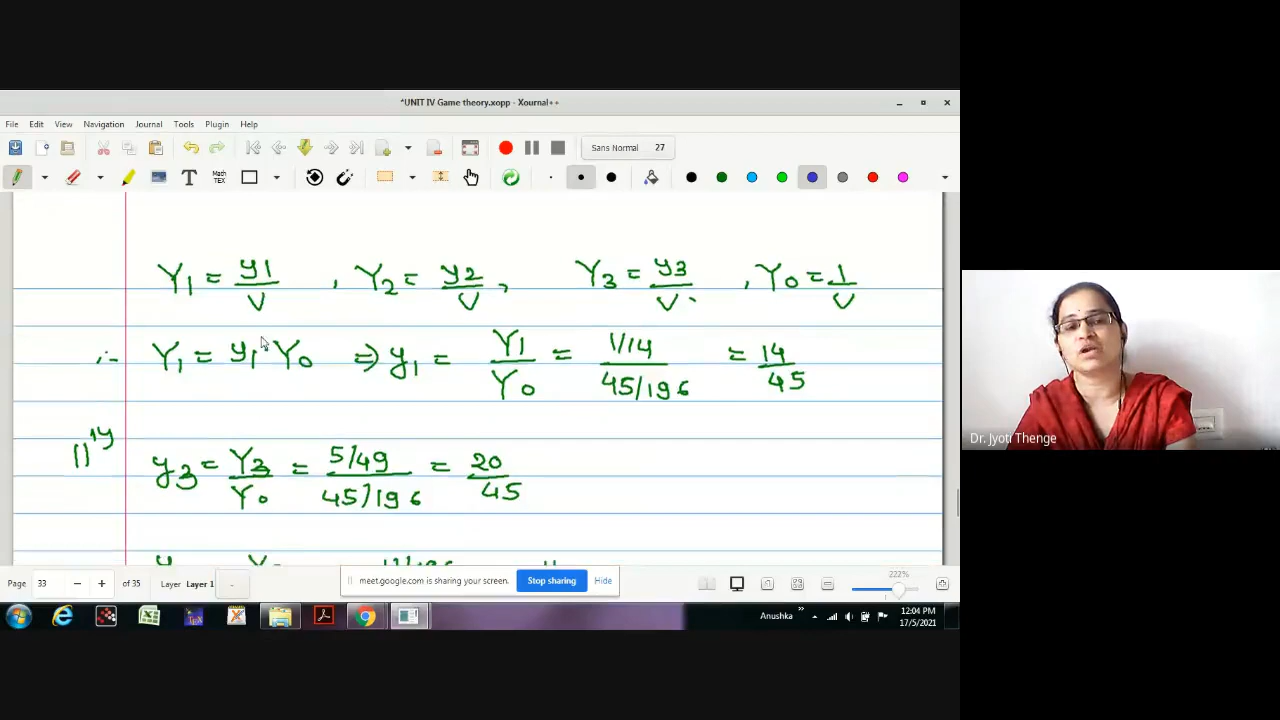 *UNIT IV Game theory.xopp - Xournal++
File Edit View Navigation Journal Tools Plugin Help
Sans Normal 27
Y₁ = y1/V , Y₂ = y2/V , Y₃ = y3/V . , Y₀ = 1/V
∴ Y₁ = y₁ Y₀ ⇒ y₁ = Y1/Y₀ = (1/14)/(45/196) = 14/45
Dr. Jyoti Thenge
||ly
y₃ = Y₃/Y₀ = (5/49)/(45/196) = 20/45
Page 33 of 35 Layer Layer 1
meet.google.com is sharing your screen. Stop sharing Hide
222%
Anushka
12:04 PM
17/5/2021